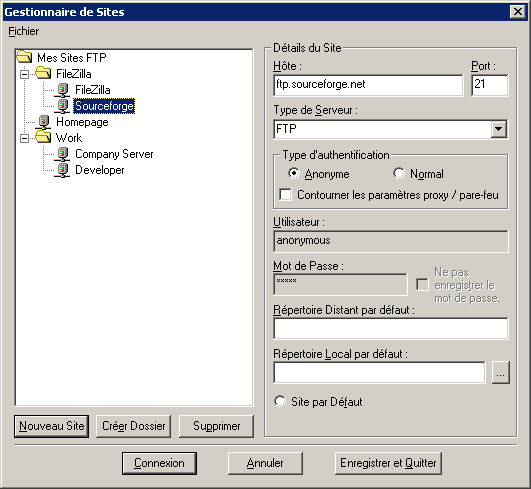 Gestionnaire de Sites
Fichier
Mes Sites FTP
FileZilla
FileZilla
Sourceforge
Homepage
Work
Company Server
Developer
Nouveau Site
Créer Dossier
Supprimer
Détails du Site
Hôte :
Port :
ftp.sourceforge.net
21
Type de Serveur :
FTP
Type d'authentification
Anonyme
Normal
Contourner les paramètres proxy / pare-feu
Utilisateur :
anonymous
Mot de Passe :
*****
Ne pas
enregistrer le
mot de passe.
Répertoire Distant par défaut :
Répertoire Local par défaut :
...
Site par Défaut
Connexion
Annuler
Enregistrer et Quitter